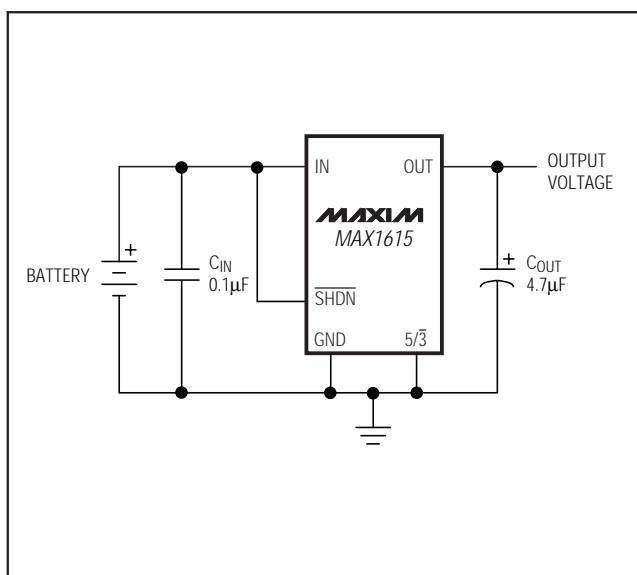 IN
OUT
OUTPUT
VOLTAGE
MAXIM
MAX1615
+
BATTERY
CIN
0.1µF
SHDN
+
COUT
4.7µF
GND
5/3̅